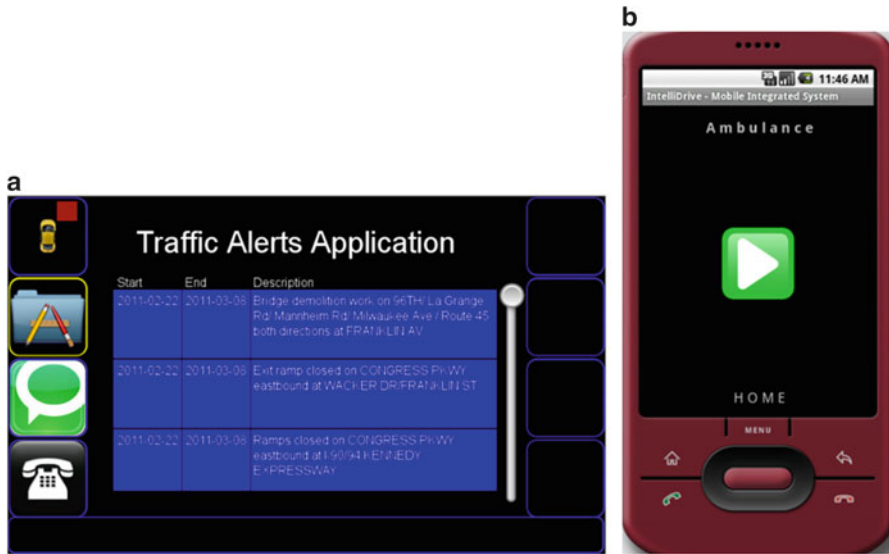 a
Traffic Alerts Application
Start End Description
2011-02-22 2011-03-08 Bridge demolition work on 96TH/ La Grange
Rd/ Mannheim Rd/ Milwaukee Ave / Route 45
both directions at FRANKLIN AV
2011-02-22 2011-03-08 Exit ramp closed on CONGRESS PKWY
eastbound at WACKER DR/FRANKLIN ST
2011-02-22 2011-03-08 Ramps closed on CONGRESS PKWY
eastbound at I-90/94 KENNEDY
EXPRESSWAY
b
3G 11:46 AM
IntelliDrive - Mobile Integrated System
Ambulance
HOME
MENU